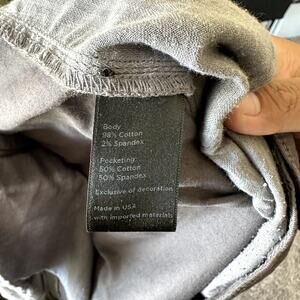 Body
98% Cotton
2% Spandex
Pocketing
50% Cotton
50% Spandex
Exclusive of decoration
Made in USA
with imported materials